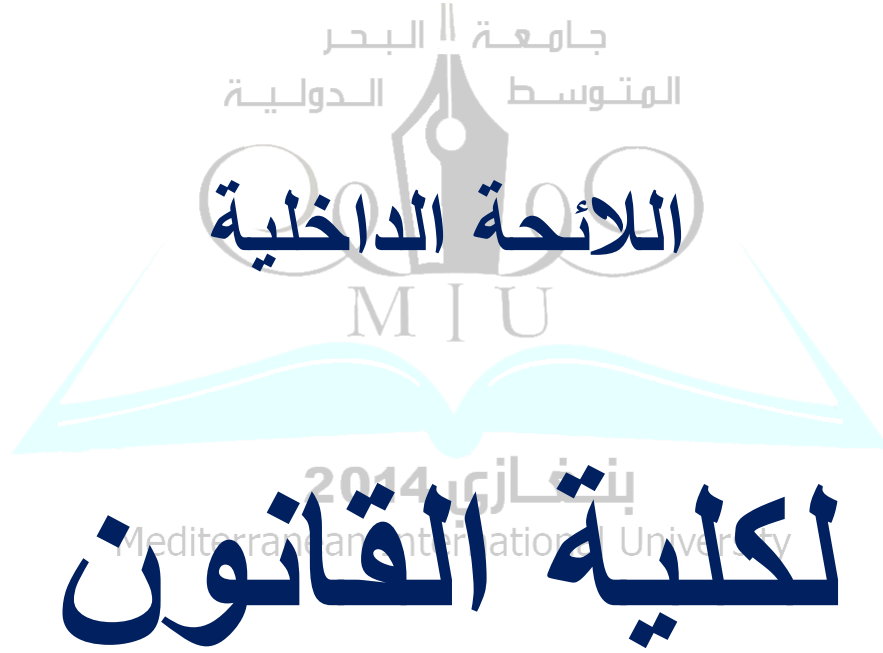 جامعة البحر
المتوسط الدولية
اللائحة الداخلية
MIU
بنغازي 2014
لكلية القانون
Mediterranean International University